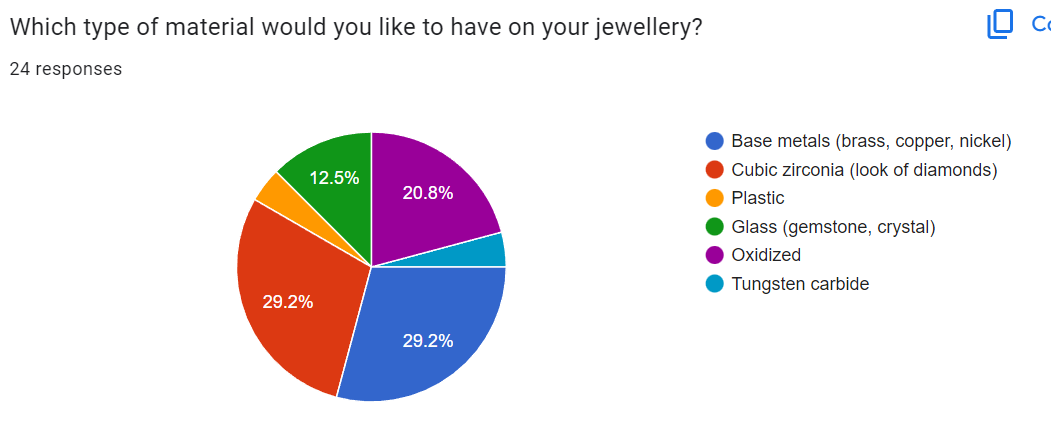 Which type of material would you like to have on your jewellery?
24 responses
12.5%
20.8%
29.2%
29.2%
Base metals (brass, copper, nickel)
Cubic zirconia (look of diamonds)
Plastic
Glass (gemstone, crystal)
Oxidized
Tungsten carbide